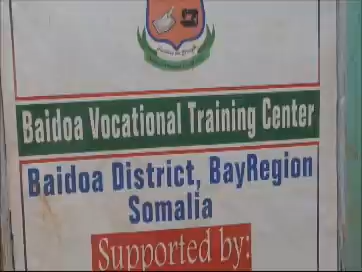 Baidoa Vocational Training Center
Baidoa District, BayRegion
Somalia
Supported by: